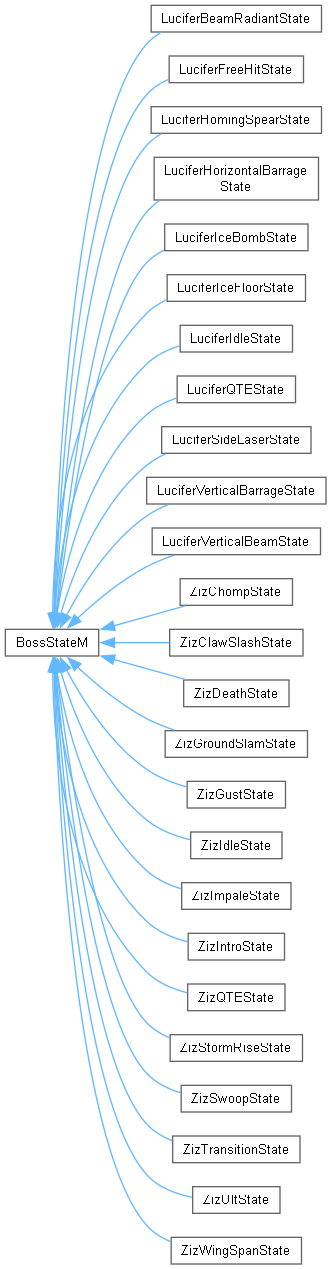 LuciferBeamRadiantState
LuciferFreeHitState
LuciferHomingSpearState
LuciferHorizontalBarrage
State
LuciferIceBombState
LuciferIceFloorState
LuciferIdleState
LuciferQTEState
LuciferSideLaserState
LuciferVerticalBarrageState
LuciferVerticalBeamState
ZizChompState
BossStateM
ZizClawSlashState
ZizDeathState
ZizGroundSlamState
ZizGustState
ZizIdleState
ZizImpaleState
ZizIntroState
ZizQTEState
ZizStormRiseState
ZizSwoopState
ZizTransitionState
ZizUltState
ZizWingSpanState